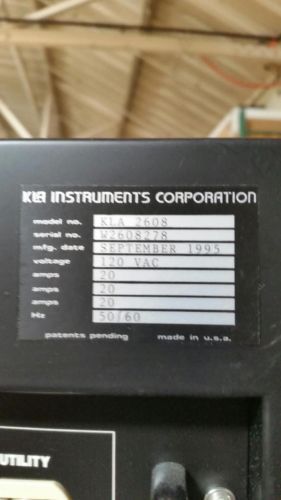 KLA INSTRUMENTS CORPORATION
model no. KLA 2608
serial no. W2608278
mfg. date SEPTEMBER 1995
voltage 120 VAC
amps 20
amps 20
amps 20
Hz 50/60
patents pending made in u.s.a.
UTILITY